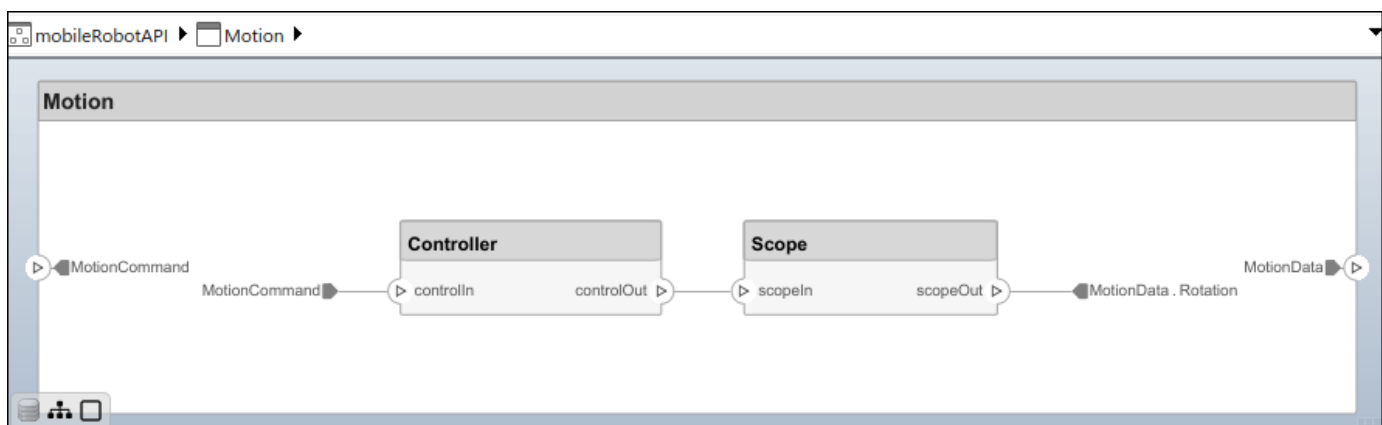 mobileRobotAPI Motion
Motion
Controller
Scope
MotionCommand
MotionData
MotionCommand
controlIn
controlOut
scopeIn
scopeOut
MotionData . Rotation